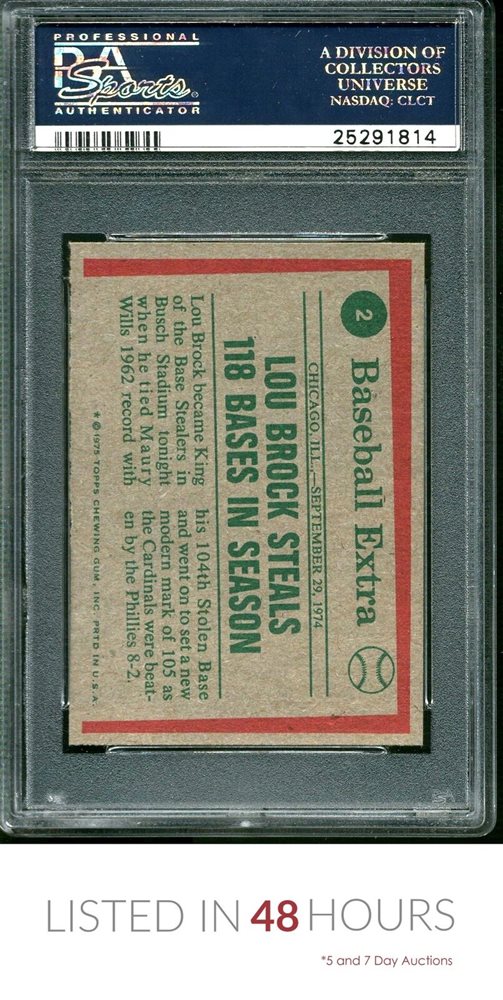 PROFESSIONAL
PSA
Sports®
AUTHENTICATOR
A DIVISION OF
COLLECTORS
UNIVERSE
NASDAQ: CLCT
25291814
2
Baseball Extra
CHICAGO, ILL.,—SEPTEMBER 29, 1974
LOU BROCK STEALS
118 BASES IN SEASON
Lou Brock became King
of the Base Stealers in
Busch Stadium tonight
when he tied Maury
Wills 1962 record with
his 104th Stolen Base
and went on to set a new
modern mark of 105 as
the Cardinals were beat-
en by the Phillies 8-2.
* © 1975 TOPPS CHEWING GUM, INC. PRTD IN U.S.A.
LISTED IN 48 HOURS
*5 and 7 Day Auctions